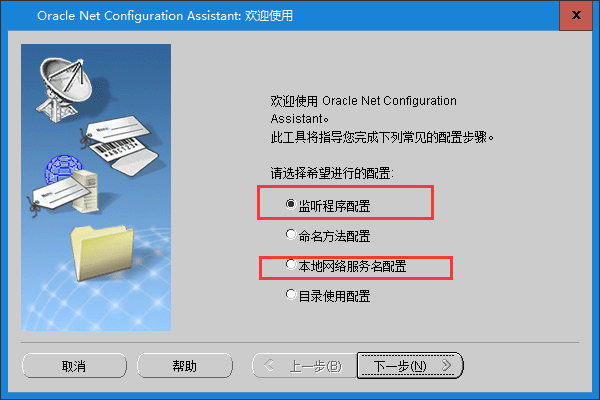 Oracle Net Configuration Assistant: 欢迎使用
x
欢迎使用 Oracle Net Configuration
Assistant。
此工具将指导您完成下列常见的配置步骤。
请选择希望进行的配置:
监听程序配置
命名方法配置
本地网络服务名配置
目录使用配置
取消
帮助
上一步(B)
下一步(N)
ABC123